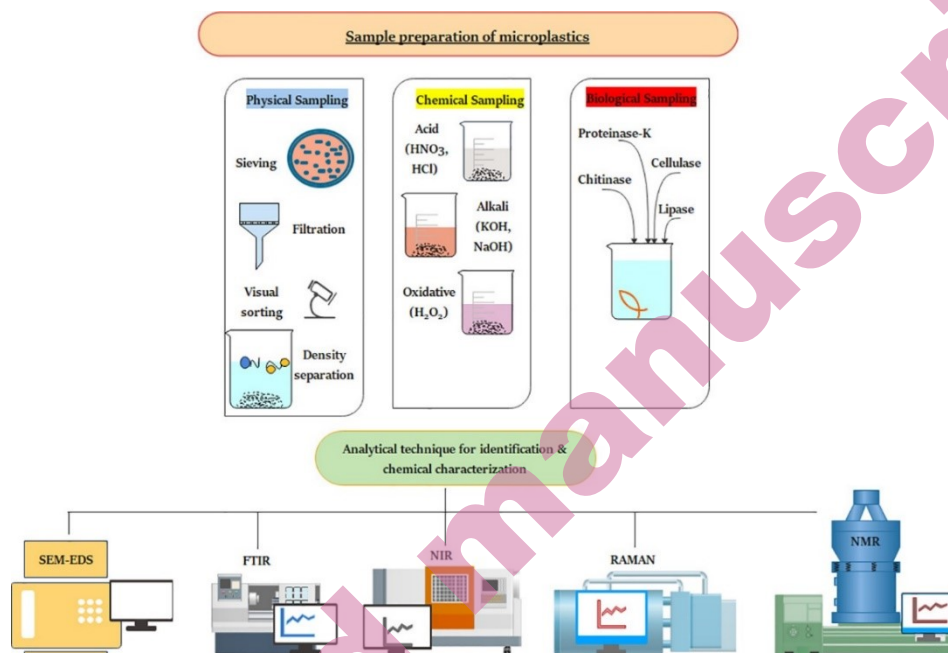 Sample preparation of microplastics
Physical Sampling
Sieving
Filtration
Visual
sorting
Density
separation
Chemical Sampling
Acid
(HNO3,
HCl)
Alkali
(KOH,
NaOH)
Oxidative
(H₂O₂)
Biological Sampling
Proteinase-K
Cellulase
Chitinase
Lipase
Analytical technique for identification &
chemical characterization
SEM-EDS
FTIR
NIR
RAMAN
NMR
manuscr